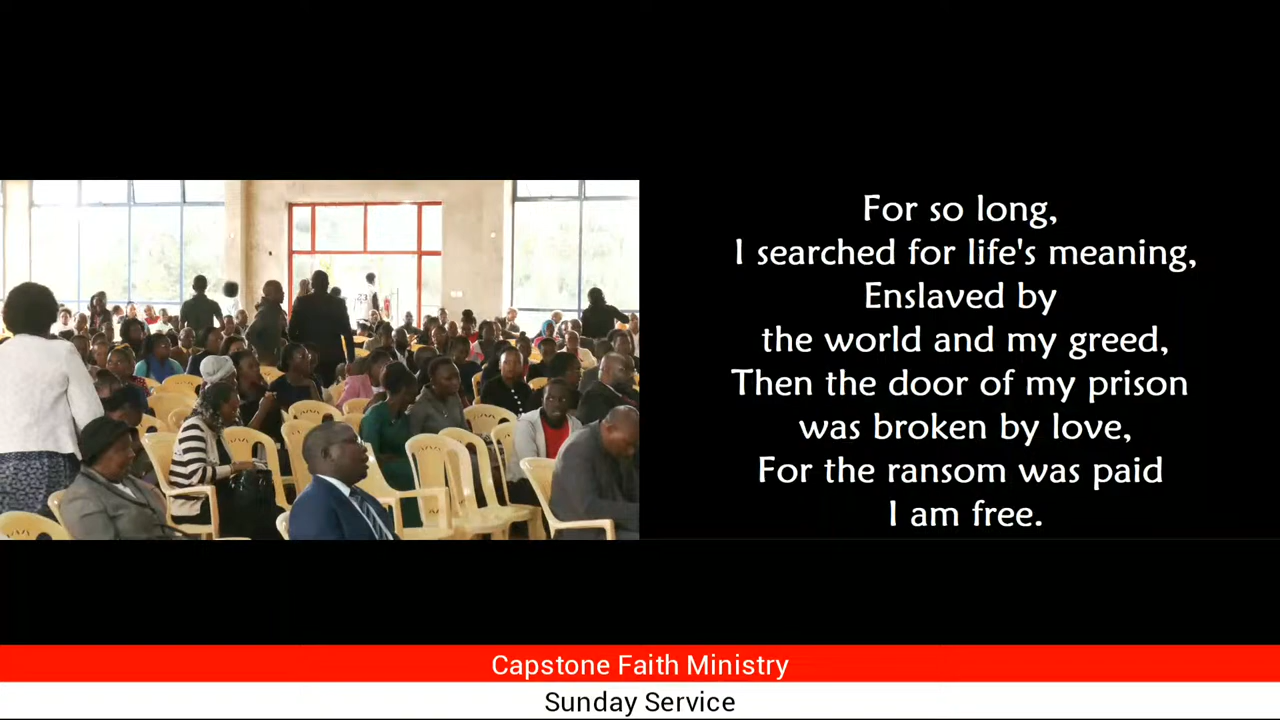 For so long,
I searched for life's meaning,
Enslaved by
the world and my greed,
Then the door of my prison
was broken by love,
For the ransom was paid
I am free.
Capstone Faith Ministry
Sunday Service